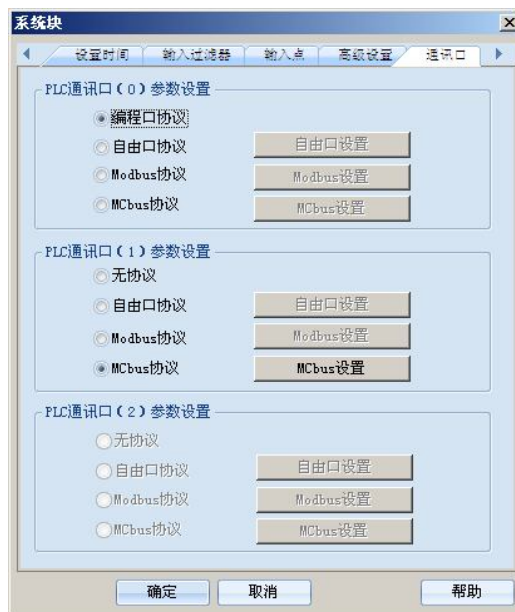 系统块
设置时间 输入过滤器 输入点 高级设置 通讯口
PLC通讯口(0)参数设置
编程口协议
自由口协议 自由口设置
Modbus协议 Modbus设置
MCbus协议 MCbus设置
PLC通讯口(1)参数设置
无协议
自由口协议 自由口设置
Modbus协议 Modbus设置
MCbus协议 MCbus设置
PLC通讯口(2)参数设置
无协议
自由口协议 自由口设置
Modbus协议 Modbus设置
MCbus协议 MCbus设置
确定 取消 帮助